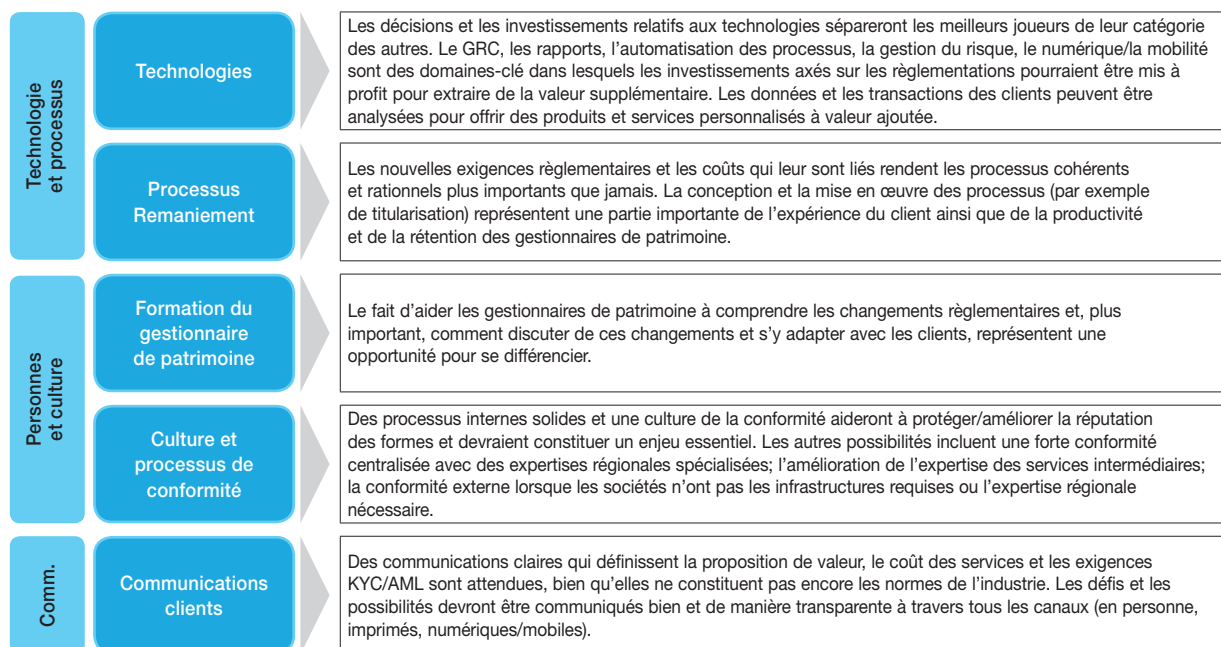 Technologie
et processus
Technologies
Les décisions et les investissements relatifs aux technologies sépareront les meilleurs joueurs de leur catégorie
des autres. Le GRC, les rapports, l'automatisation des processus, la gestion du risque, le numérique/la mobilité
sont des domaines-clé dans lesquels les investissements axés sur les règlementations pourraient être mis à
profit pour extraire de la valeur supplémentaire. Les données et les transactions des clients peuvent être
analysées pour offrir des produits et services personnalisés à valeur ajoutée.
Processus
Remaniement
Les nouvelles exigences règlementaires et les coûts qui leur sont liés rendent les processus cohérents
et rationnels plus importants que jamais. La conception et la mise en œuvre des processus (par exemple
de titularisation) représentent une partie importante de l'expérience du client ainsi que de la productivité
et de la rétention des gestionnaires de patrimoine.
Personnes
et culture
Formation du
gestionnaire
de patrimoine
Le fait d'aider les gestionnaires de patrimoine à comprendre les changements règlementaires et, plus
important, comment discuter de ces changements et s'y adapter avec les clients, représentent une
opportunité pour se différencier.
Culture et
processus de
conformité
Des processus internes solides et une culture de la conformité aideront à protéger/améliorer la réputation
des formes et devraient constituer un enjeu essentiel. Les autres possibilités incluent une forte conformité
centralisée avec des expertises régionales spécialisées; l'amélioration de l'expertise des services intermédiaires;
la conformité externe lorsque les sociétés n'ont pas les infrastructures requises ou l'expertise régionale
nécessaire.
Comm.
Communications
clients
Des communications claires qui définissent la proposition de valeur, le coût des services et les exigences
KYC/AML sont attendues, bien qu'elles ne constituent pas encore les normes de l'industrie. Les défis et les
possibilités devront être communiqués bien et de manière transparente à travers tous les canaux (en personne,
imprimés, numériques/mobiles).